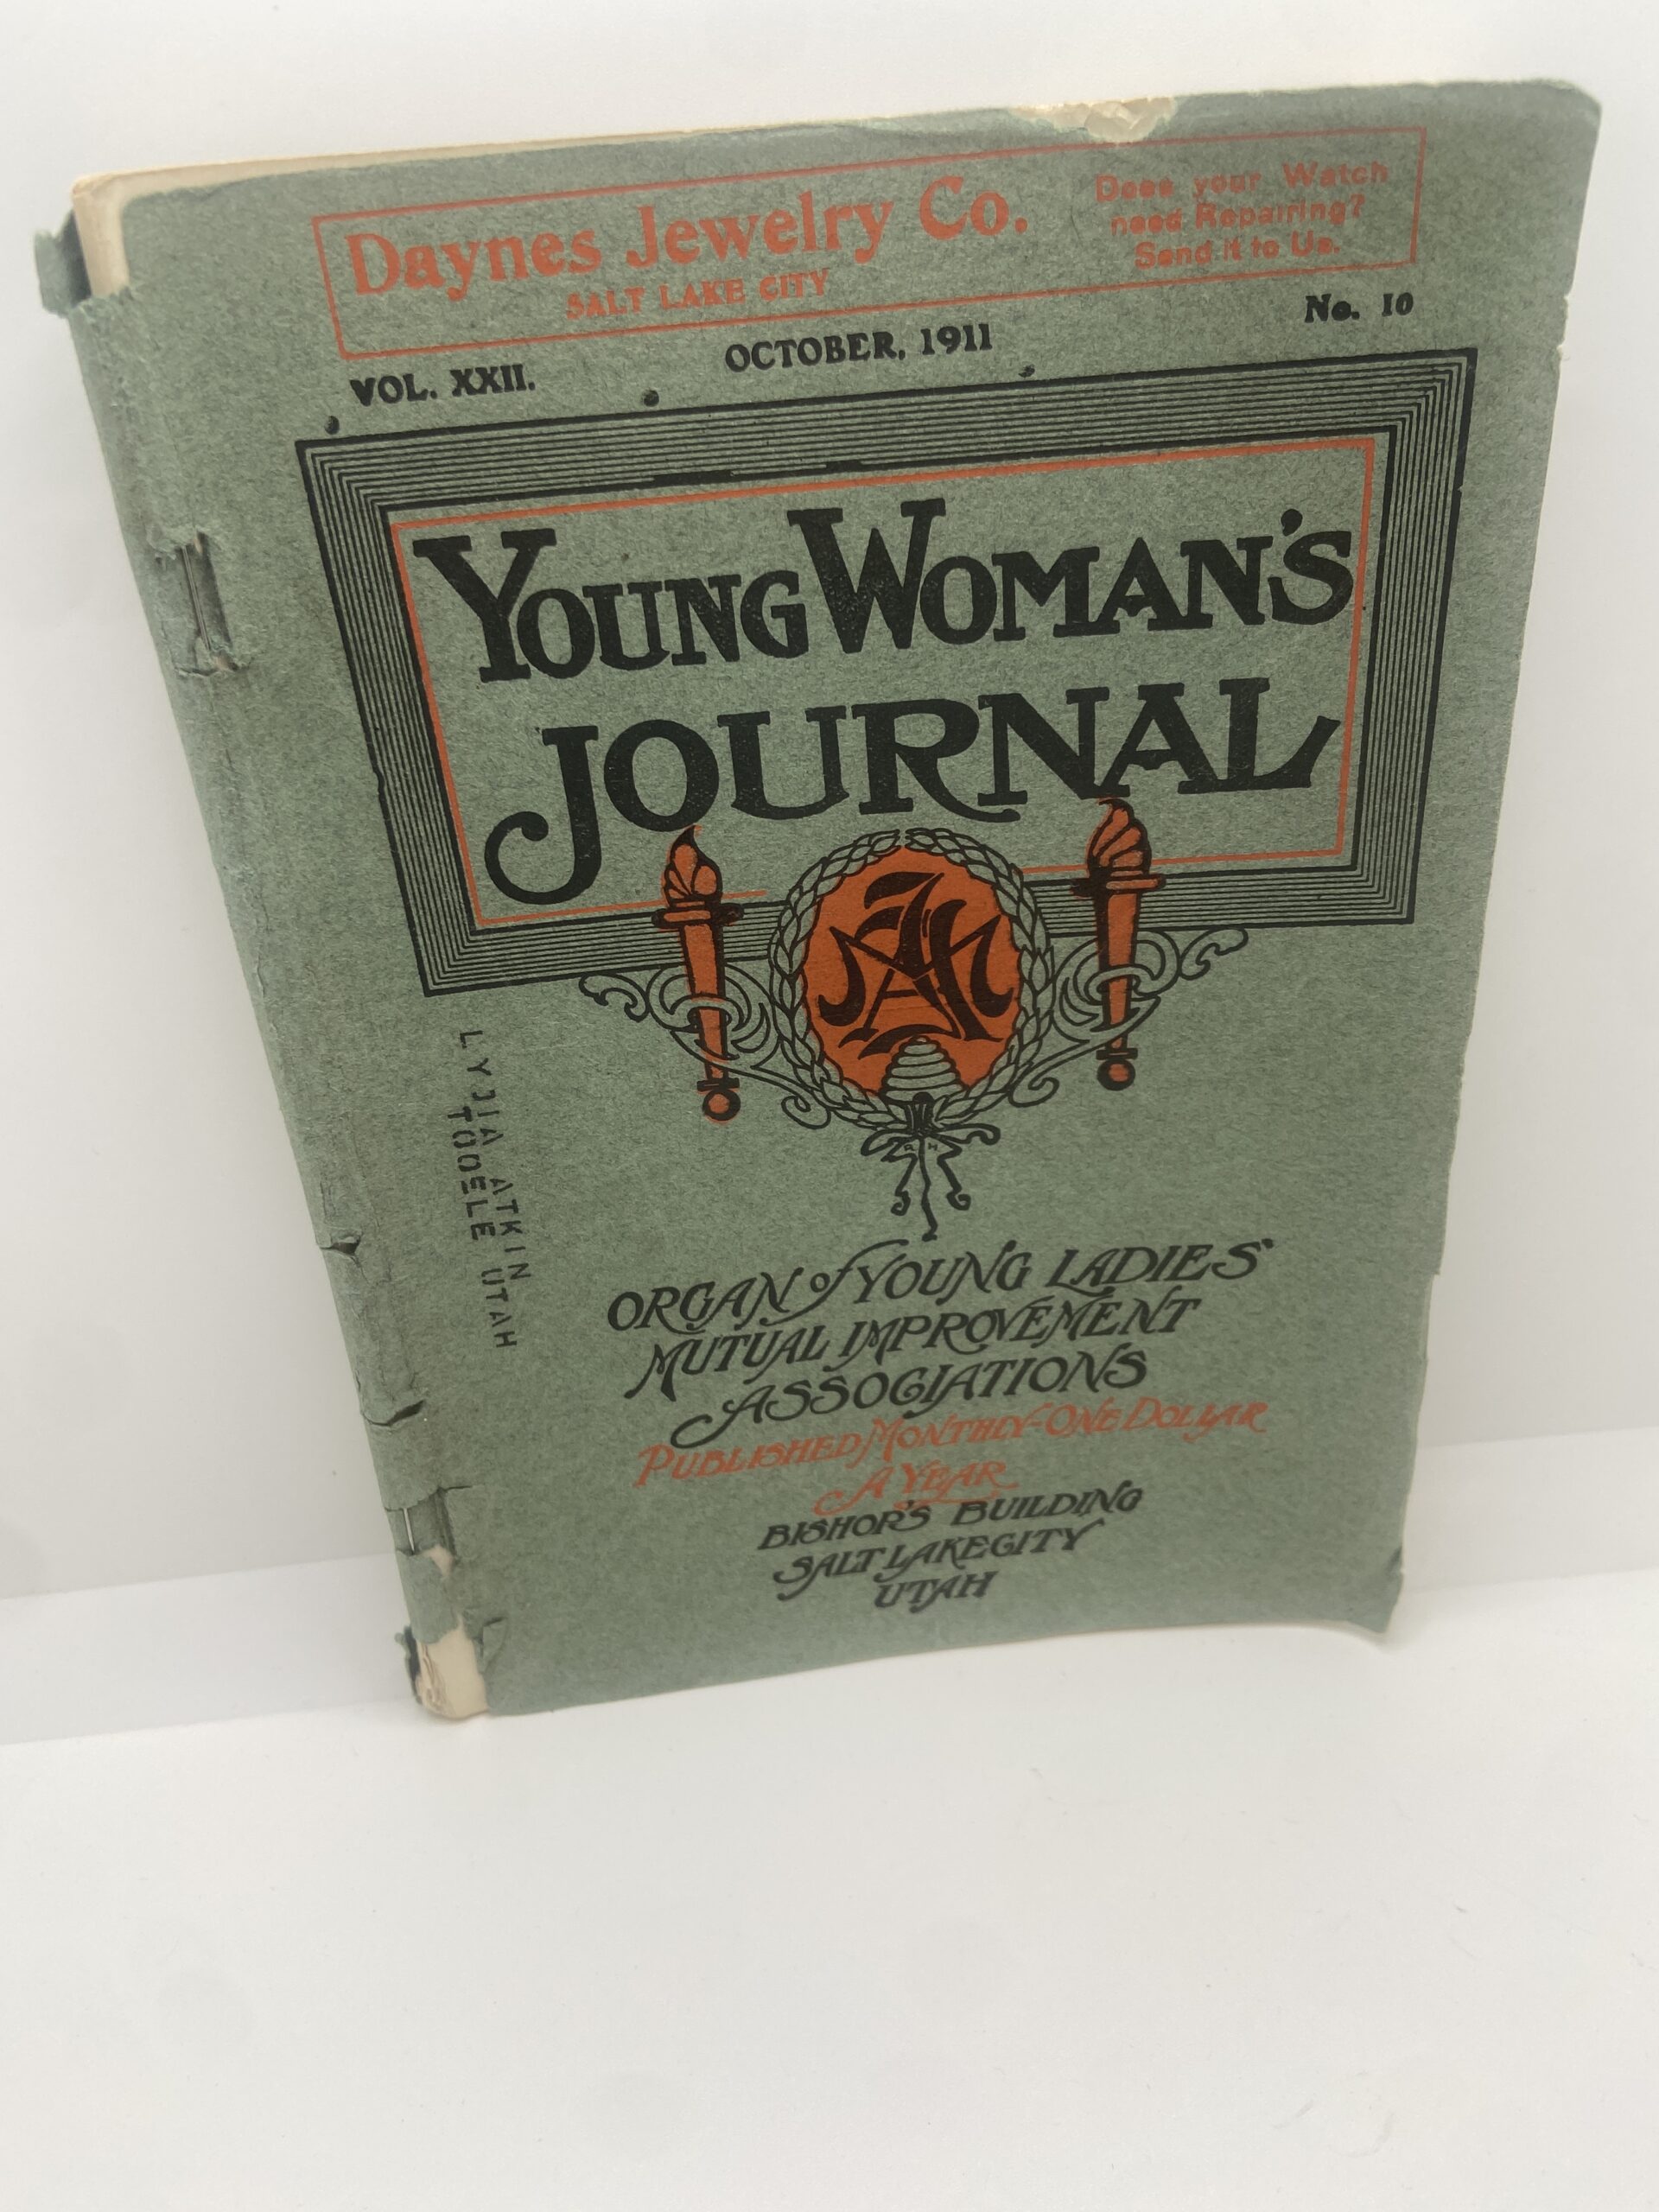 Daynes Jewelry Co.
SALT LAKE CITY
Does your Watch
need Repairing?
Send it to Us.
VOL. XXII.
OCTOBER, 1911
No. 10
YOUNG WOMAN'S
JOURNAL
LYDIA ATKIN
TOOELE UTAH
ORGAN of YOUNG LADIES'
MUTUAL IMPROVEMENT
ASSOCIATIONS
PUBLISHED MONTHLY-ONE DOLLAR
A YEAR
BISHOP'S BUILDING
SALT LAKE CITY
UTAH